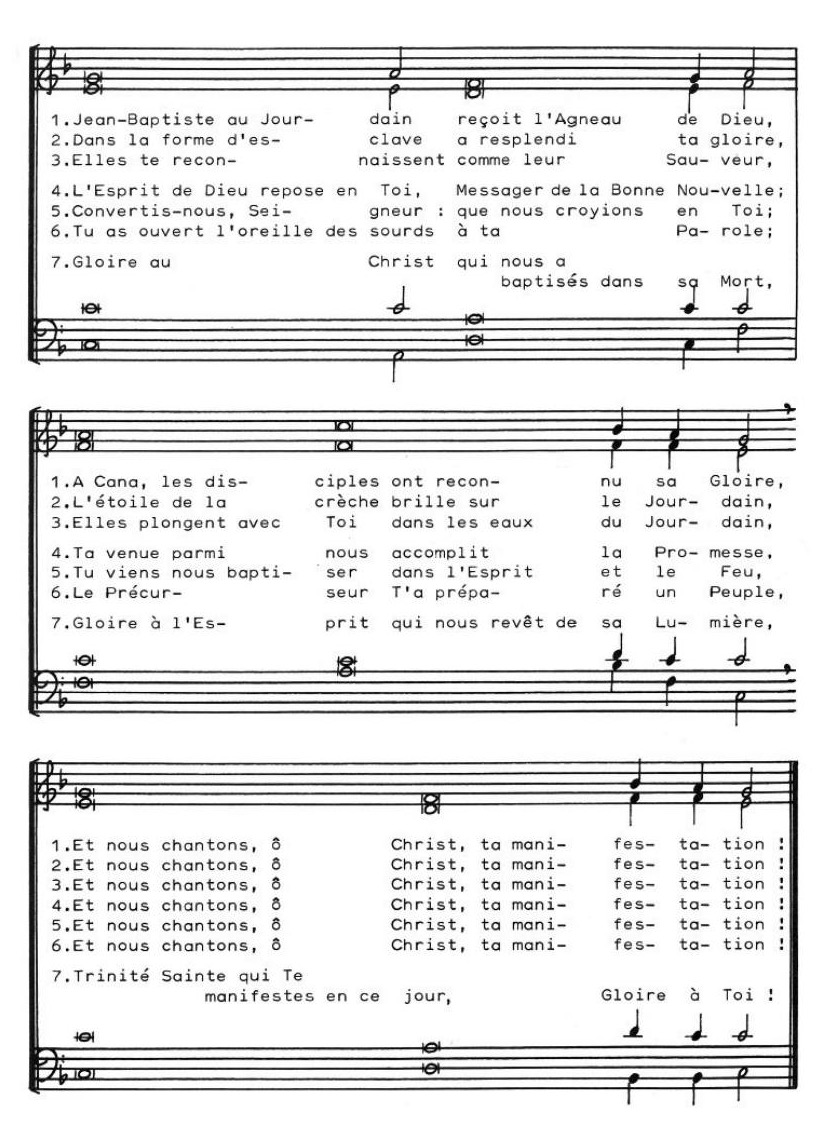 1.Jean-Baptiste au Jour- dain reçoit l'Agneau de Dieu,
2.Dans la forme d'es- clave a resplendi ta gloire,
3.Elles te recon- naissent comme leur Sau- veur,
4.L'Esprit de Dieu repose en Toi, Messager de la Bonne Nou-velle;
5.Convertis-nous, Sei- gneur : que nous croyions en Toi;
6.Tu as ouvert l'oreille des sourds à ta Pa- role;
7.Gloire au Christ qui nous a
baptisés dans sa Mort,
1.A Cana, les dis- ciples ont recon- nu sa Gloire,
2.L'étoile de la crèche brille sur le Jour- dain,
3.Elles plongent avec Toi dans les eaux du Jour- dain,
4.Ta venue parmi nous accomplit la Pro- messe,
5.Tu viens nous bapti- ser dans l'Esprit et le Feu,
6.Le Précur- seur T'a prépa- ré un Peuple,
7.Gloire à l'Es- prit qui nous revêt de sa Lu- mière,
1.Et nous chantons, ô Christ, ta mani- fes- ta- tion !
2.Et nous chantons, ô Christ, ta mani- fes- ta- tion !
3.Et nous chantons, ô Christ, ta mani- fes- ta- tion !
4.Et nous chantons, ô Christ, ta mani- fes- ta- tion !
5.Et nous chantons, ô Christ, ta mani- fes- ta- tion !
6.Et nous chantons, ô Christ, ta mani- fes- ta- tion !
7.Trinité Sainte qui Te
manifestes en ce jour, Gloire à Toi !